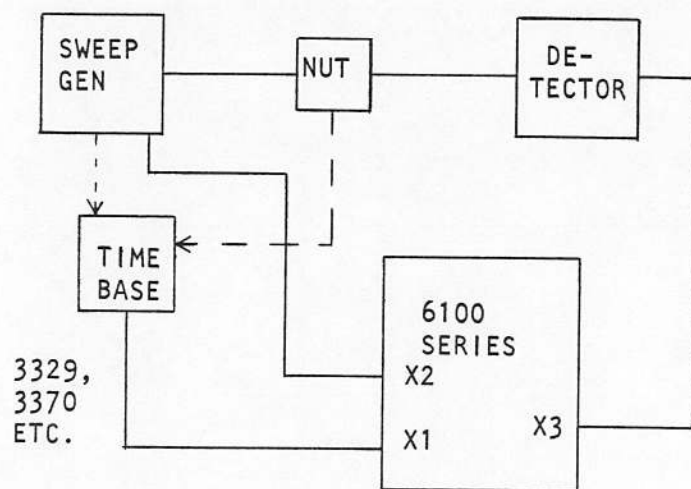 SWEEP
GEN
NUT
DE-
TECTOR
TIME
BASE
3329,
3370
ETC.
6100
SERIES
X2
X1
X3